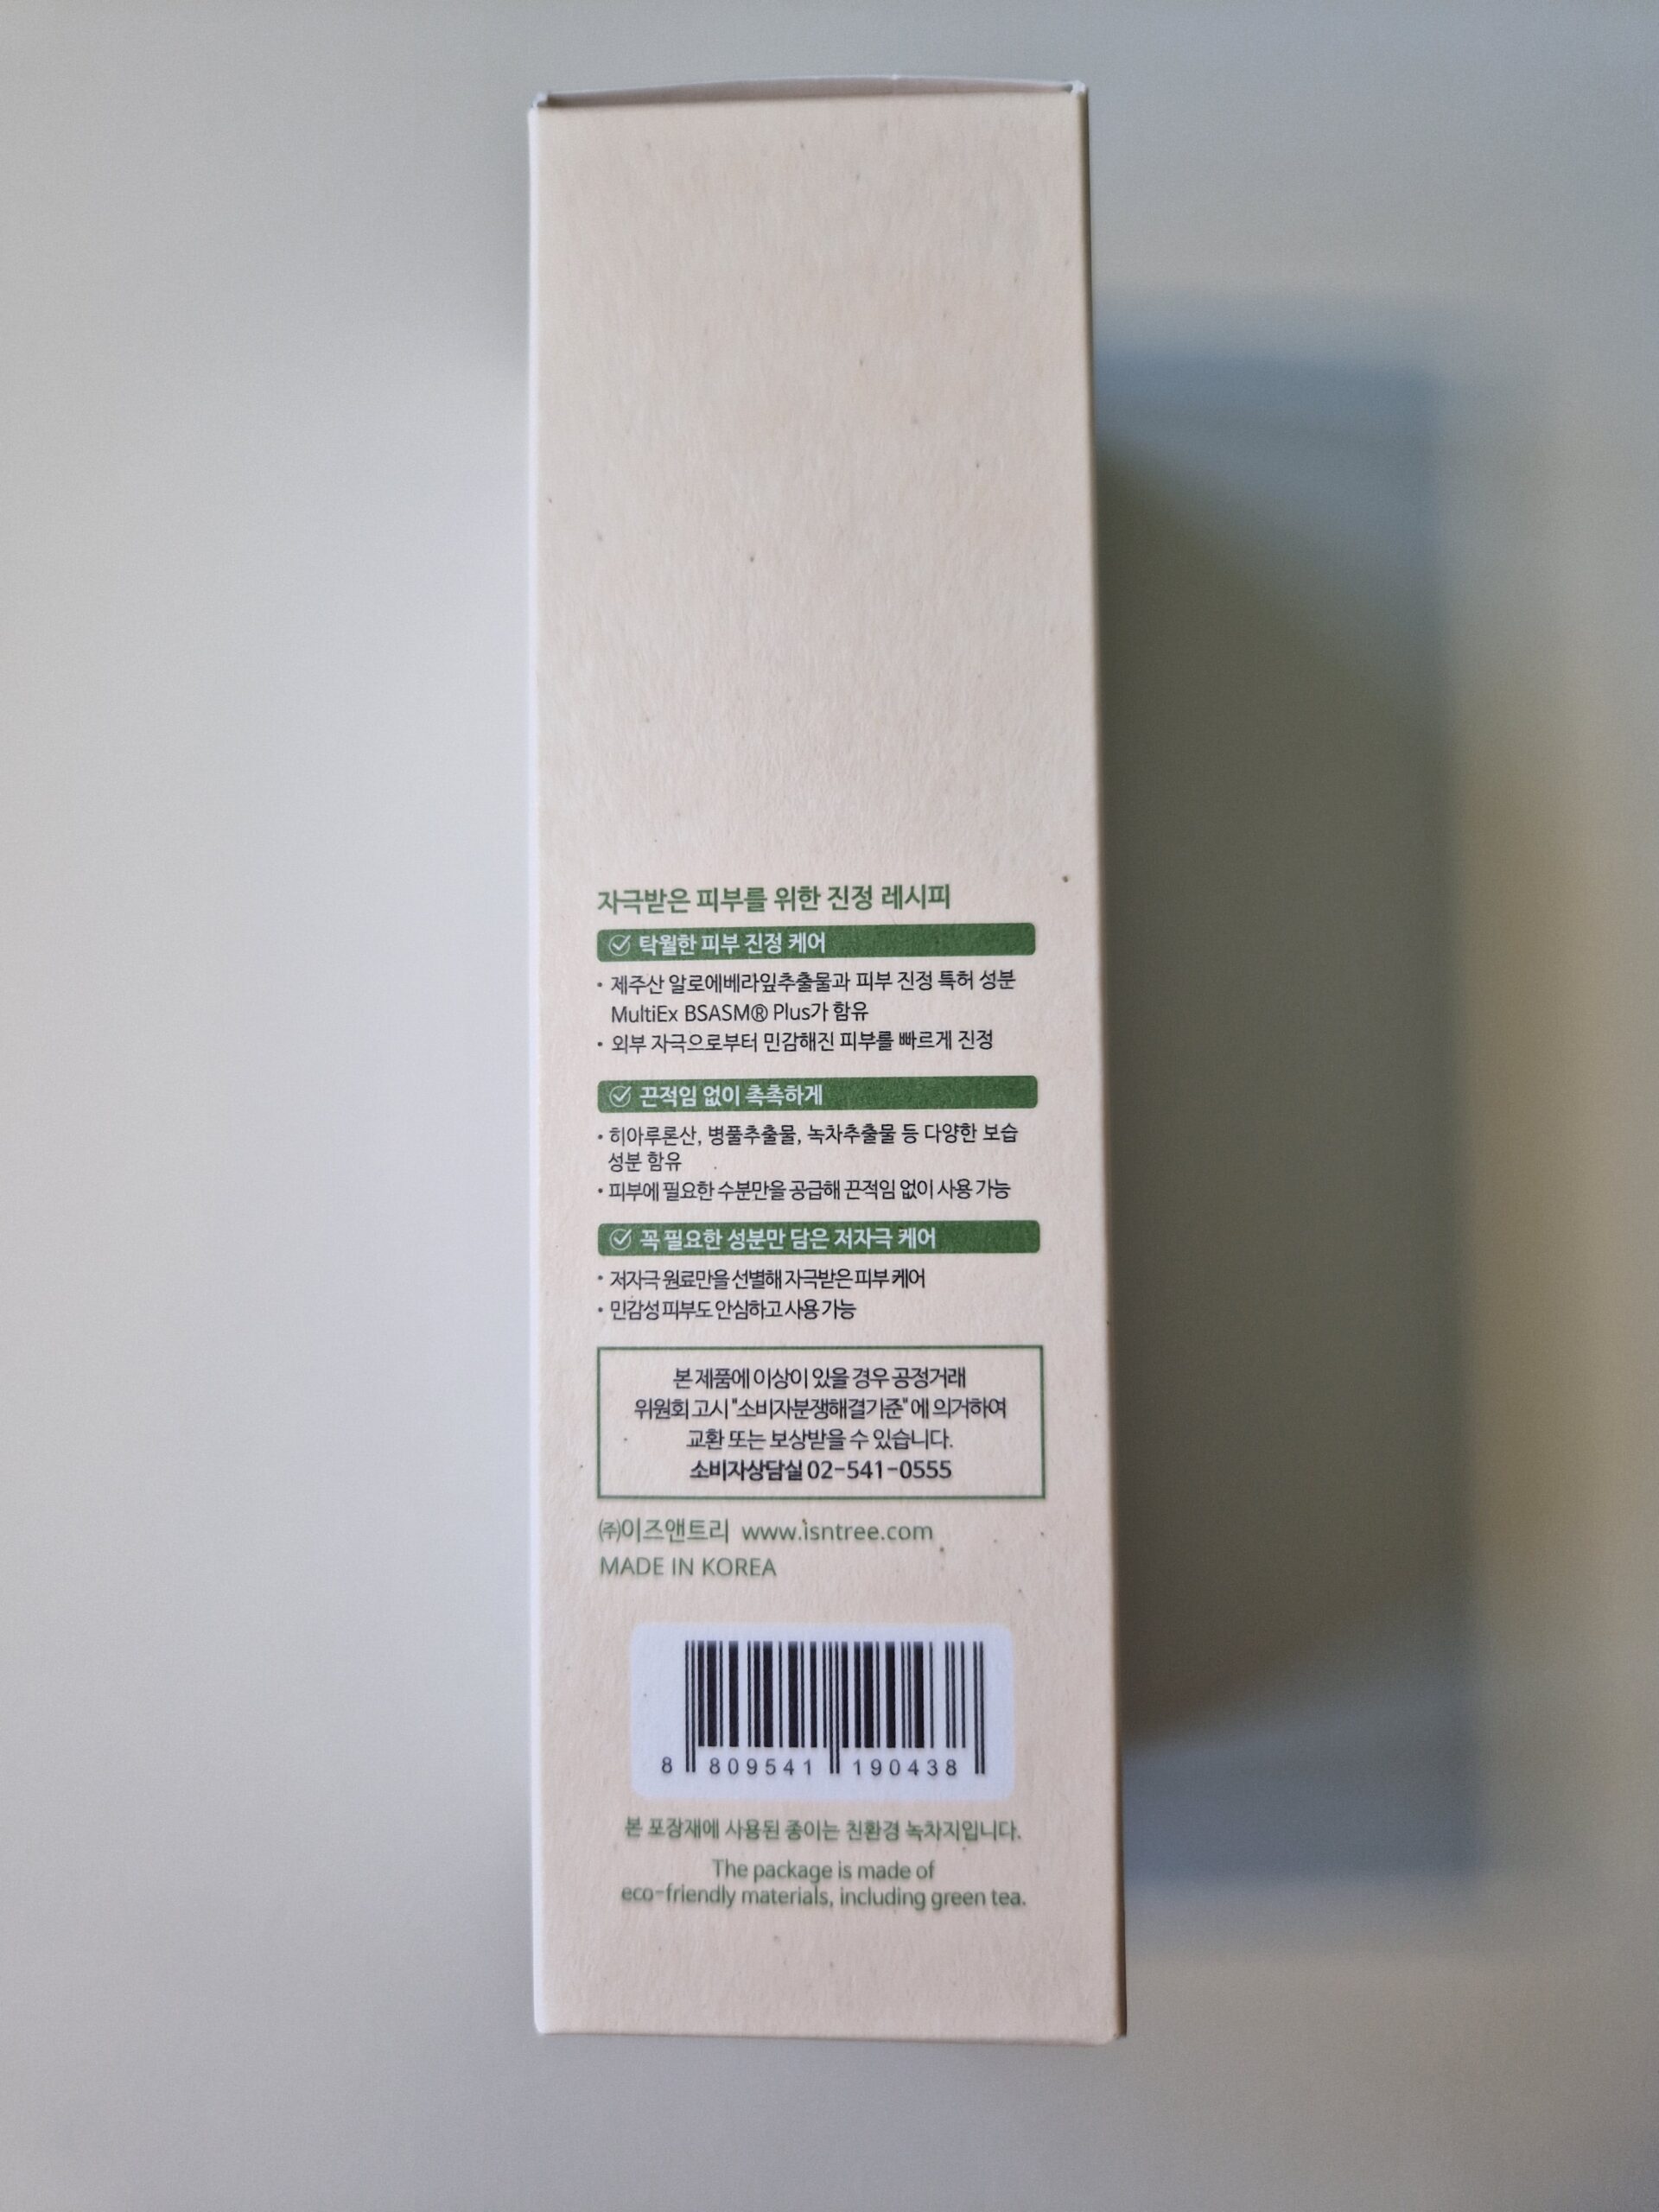 자극받은 피부를 위한 진정 레시피
탁월한 피부 진정 케어
• 제주산 알로에베라잎추출물과 피부 진정 특허 성분
MultiEx BSASM® Plus가 함유
• 외부 자극으로부터 민감해진 피부를 빠르게 진정
끈적임 없이 촉촉하게
• 히아루론산, 병풀추출물, 녹차추출물 등 다양한 보습
성분 함유
• 피부에 필요한 수분만을 공급해 끈적임 없이 사용 가능
꼭 필요한 성분만 담은 저자극 케어
• 저자극 원료만을 선별해 자극받은 피부 케어
• 민감성 피부도 안심하고 사용 가능
본 제품에 이상이 있을 경우 공정거래
위원회 고시 "소비자분쟁해결기준"에 의거하여
교환 또는 보상받을 수 있습니다.
소비자상담실 02-541-0555
㈜이즈앤트리 www.isntree.com
MADE IN KOREA
8 809541 190438
본 포장재에 사용된 종이는 친환경 녹차지입니다.
The package is made of
eco-friendly materials, including green tea.